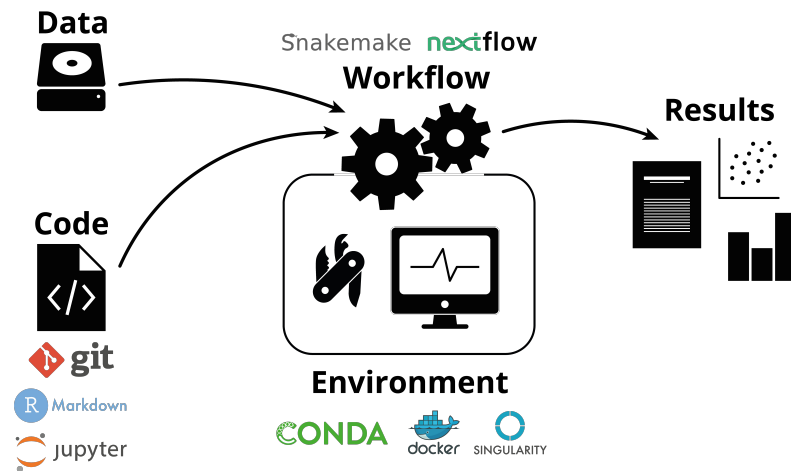 Data
Snakemake nextflow
Workflow
Results
Code
</>
git
R Markdown
jupyter
Environment
CONDA
docker
SINGULARITY